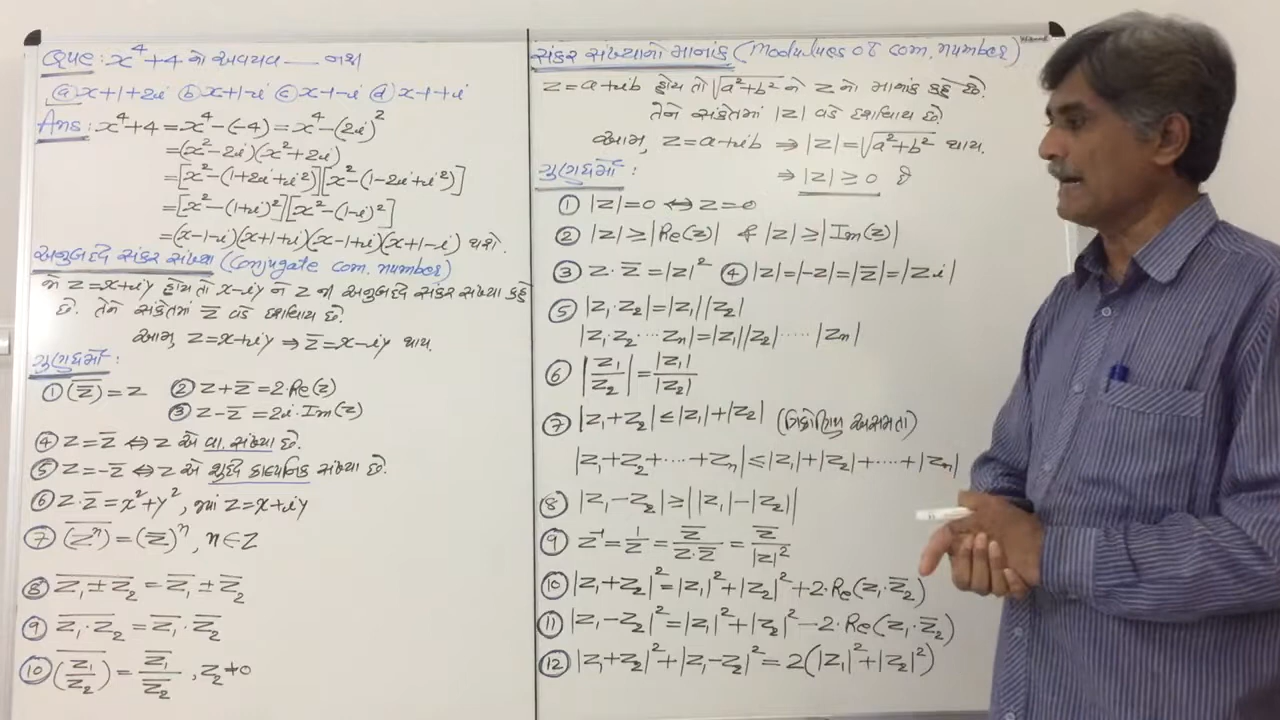 Que: x⁴+4 નો અવયવ ___ નથી
ⓐ x+1+2i ⓑ x+1-i ⓒ x-1-i ⓓ x-1+i
Ans: x⁴+4 = x⁴-(-4) = x⁴-(2i)²
=(x²-2i)(x²+2i)
=[x²-(1+2i+i²)][x²-(1-2i+i²)]
=[x²-(1+i)²][x²-(1-i)²]
=(x-1-i)(x+1+i)(x-1+i)(x+1-i) થશે.
અનુબદ્ધ સંકર સંખ્યા (Conjugate com. number)
જો z=x+iy હોય તો x-iy ને z ની અનુબદ્ધ સંકર સંખ્યા કહે
છે. તેને સંકેતમાં z̅ વડે દર્શાવાય છે.
આમ, z=x+iy ⇒ z̅=x-iy થાય.
ગુણધર્મો:
① (z̅)̅ = z ② z+z̅=2·Re(z)
③ z-z̅=2i·Im(z)
④ z=z̅ ⇔ z એ વા. સંખ્યા છે.
⑤ z=-z̅ ⇔ z એ શુદ્ધ કાલ્પનિક સંખ્યા છે.
⑥ z·z̅=x²+y², જ્યાં z=x+iy
⑦ (z̅ⁿ̅) = (z̅)ⁿ, n∈Z
⑧ z̅₁̅ ̅±̅ ̅z̅₂̅ = z̅₁ ± z̅₂
⑨ z̅₁̅·̅z̅₂̅ = z̅₁·z̅₂
⑩ (z₁/z₂)̅ = z̅₁/z̅₂, z₂≠0
સંકર સંખ્યાનો માનાંક (Modulues of com. number)
z=a+ib હોય તો √(a²+b²) ને z નો માનાંક કહે છે.
તેને સંકેતમાં |z| વડે દર્શાવાય છે.
આમ, z=a+ib ⇒ |z|=√(a²+b²) થાય.
ગુણધર્મો: ⇒ |z| ≥ 0 છે
① |z|=0 ⇔ z=0
② |z| ≥ |Re(z)| & |z| ≥ |Im(z)|
③ z·z̅=|z|² ④ |z|=|-z|=|z̅|=|zi|
⑤ |z₁·z₂|=|z₁||z₂|
|z₁·z₂···zₙ|=|z₁||z₂|·····|zₙ|
⑥ |z₁/z₂| = |z₁|/|z₂|
⑦ |z₁+z₂| ≤ |z₁|+|z₂| (ત્રિકોણીય અસમતા)
|z₁+z₂+····+zₙ| ≤ |z₁|+|z₂|+····+|zₙ|
⑧ |z₁-z₂| ≥ ||z₁|-|z₂||
⑨ z⁻¹ = 1/z = z̅/(z·z̅) = z̅/|z|²
⑩ |z₁+z₂|²=|z₁|²+|z₂|²+2·Re(z₁·z̅₂)
⑪ |z₁-z₂|²=|z₁|²+|z₂|²-2·Re(z₁·z̅₂)
⑫ |z₁+z₂|²+|z₁-z₂|²=2(|z₁|²+|z₂|²)